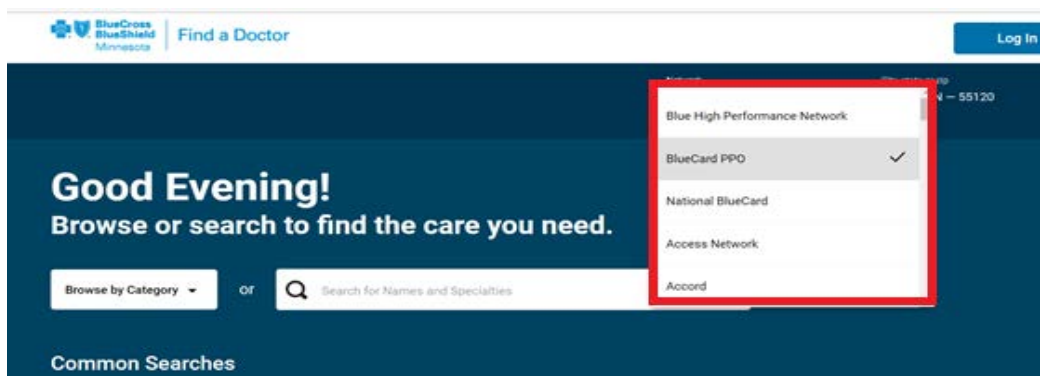 BlueCross
BlueShield
Minnesota
Find a Doctor
Log In
Network
N — 55120
Blue High Performance Network
BlueCard PPO
National BlueCard
Access Network
Accord
Good Evening!
Browse or search to find the care you need.
Browse by Category
or
Search for Names and Specialties
Common Searches